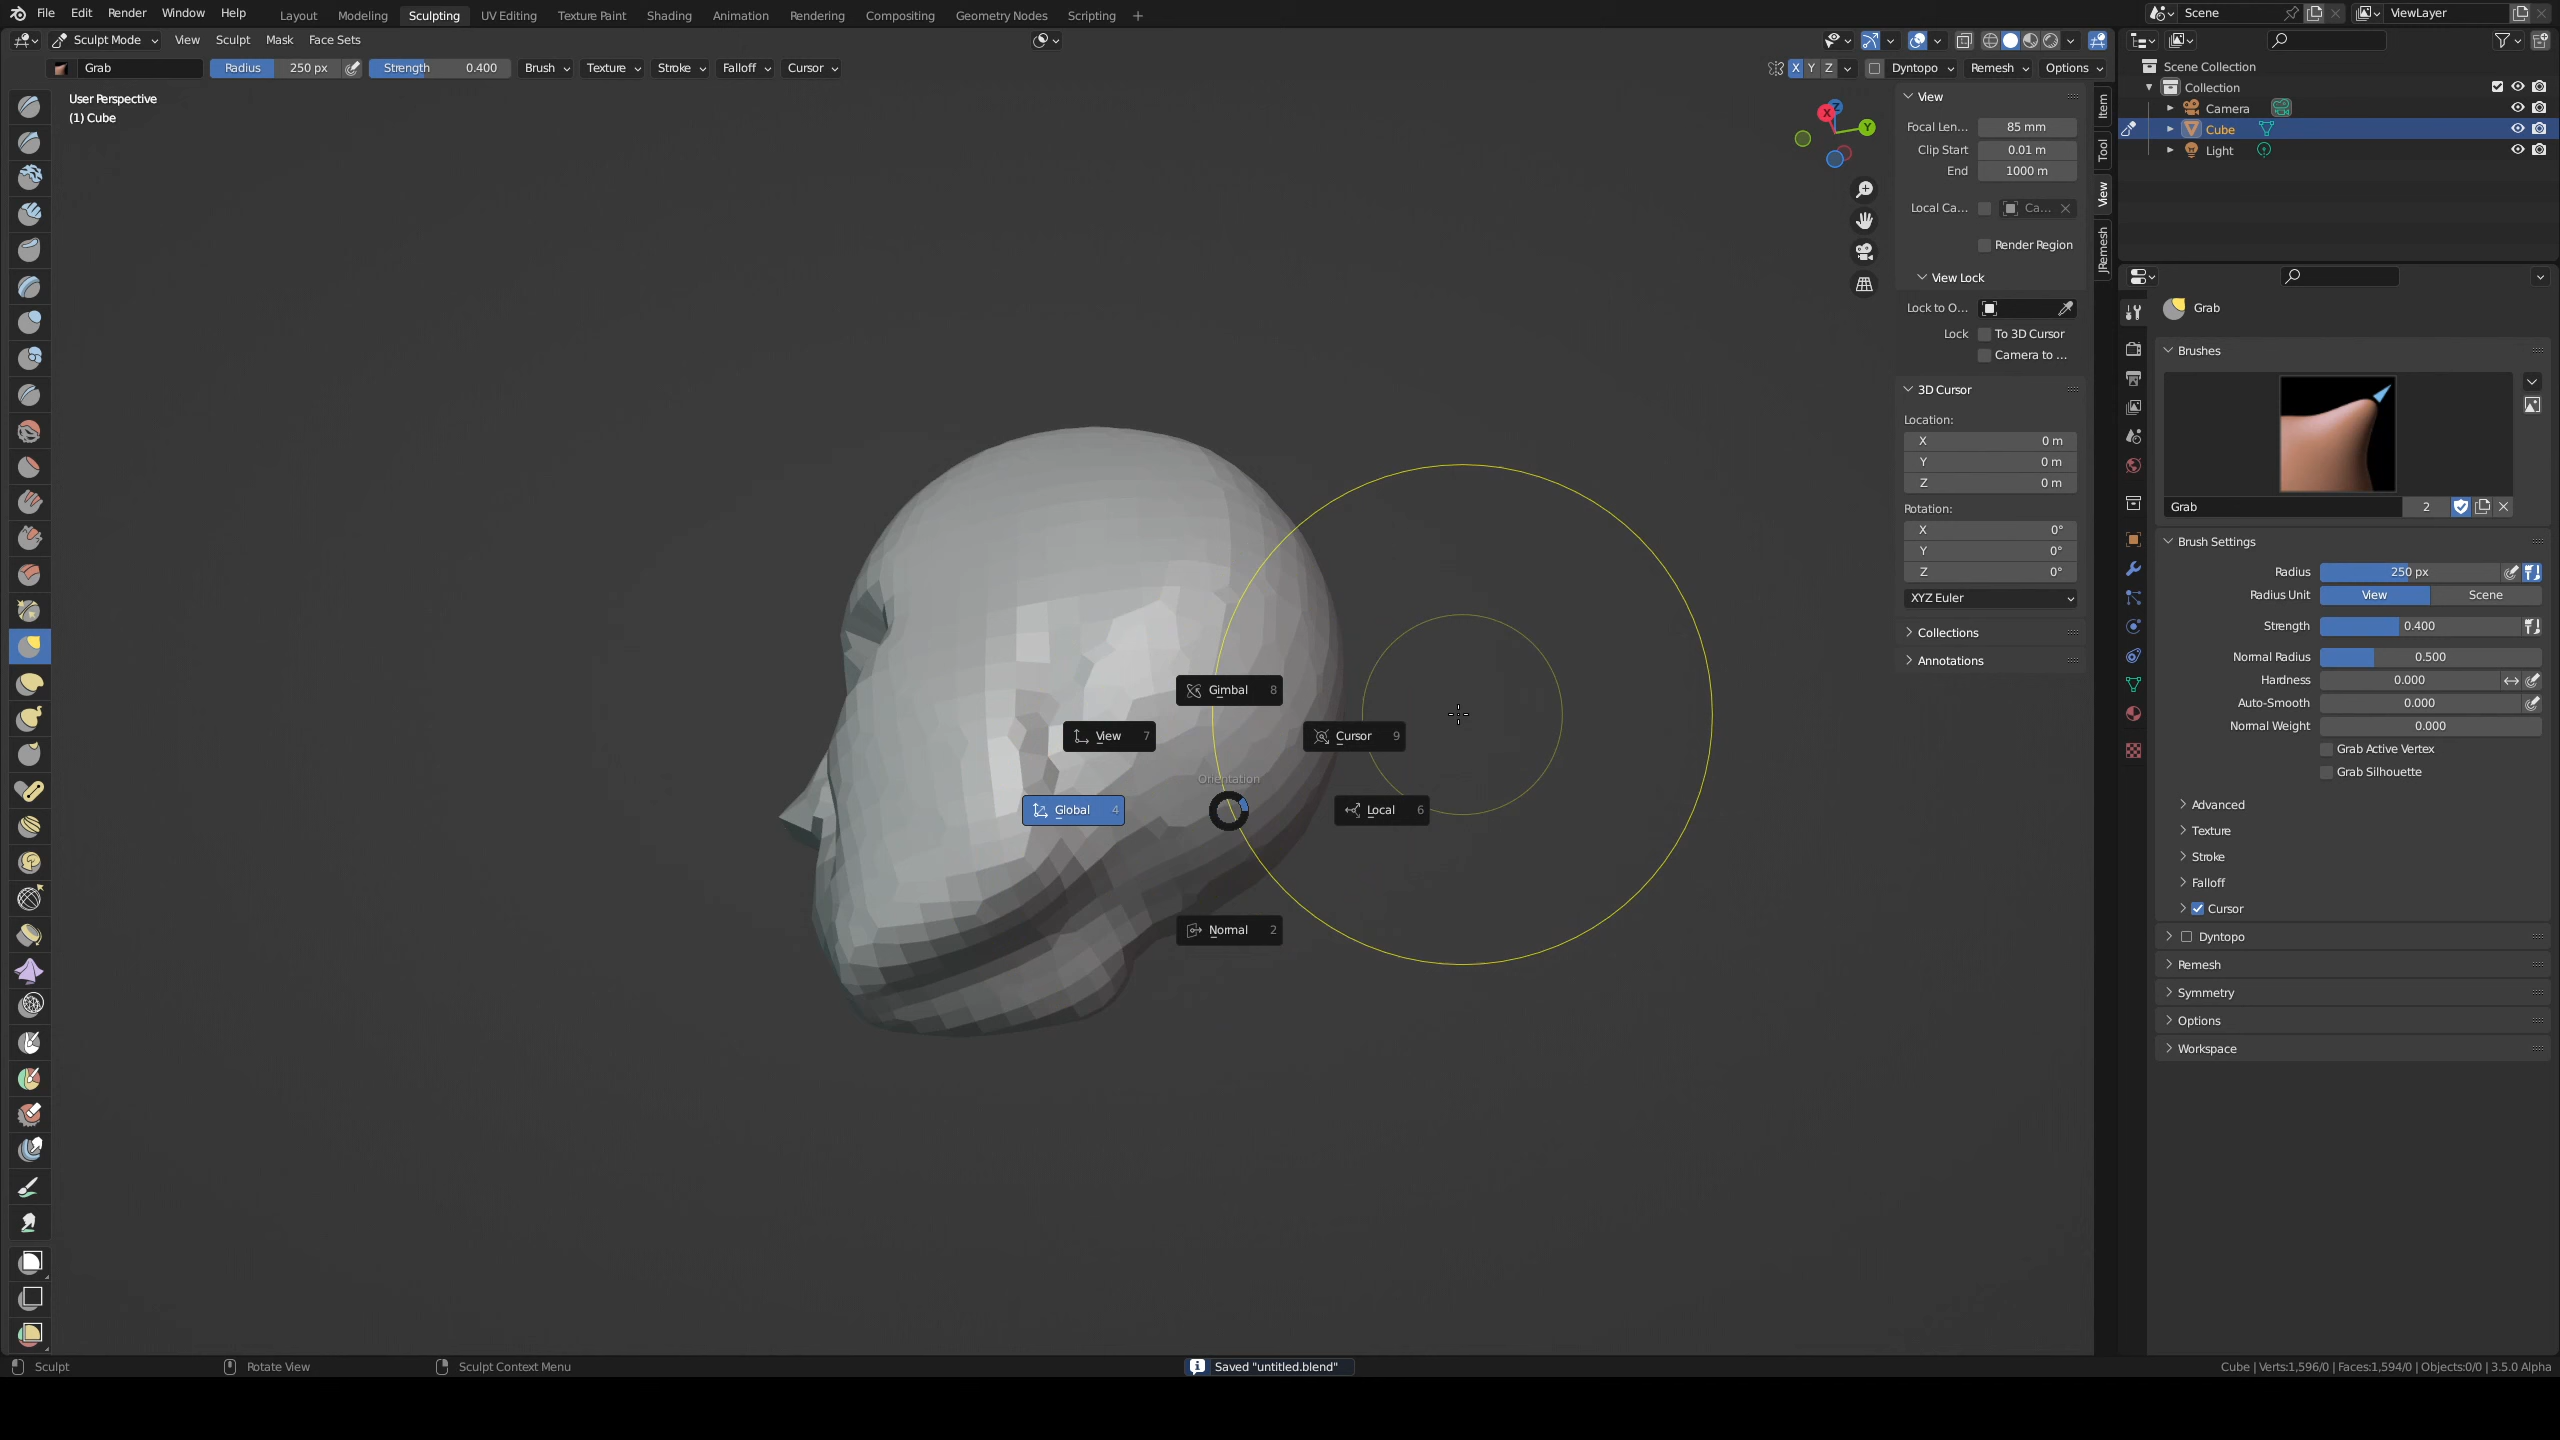 File Edit Render Window Help Layout Modeling Sculpting UV Editing Texture Paint Shading Animation Rendering Compositing Geometry Nodes Scripting + Scene ViewLayer
Sculpt Mode View Sculpt Mask Face Sets
Grab Radius 250 px Strength 0.400 Brush Texture Stroke Falloff Cursor X Y Z Dyntopo Remesh Options
User Perspective
(1) Cube
X Y Z
View
Focal Len... 85 mm
Clip Start 0.01 m
End 1000 m
Local Ca... Ca...
Render Region
View Lock
Lock to O...
Lock To 3D Cursor
Camera to ...
3D Cursor
Location:
X 0 m
Y 0 m
Z 0 m
Rotation:
X 0°
Y 0°
Z 0°
XYZ Euler
Collections
Annotations
Item
Tool
View
JRemesh
Gimbal 8
View 7
Cursor 9
Orientation
Global 4
Local 6
Normal 2
Scene Collection
Collection
Camera
Cube
Light
Grab
Brushes
Grab 2
Brush Settings
Radius 250 px
Radius Unit View Scene
Strength 0.400
Normal Radius 0.500
Hardness 0.000
Auto-Smooth 0.000
Normal Weight 0.000
Grab Active Vertex
Grab Silhouette
Advanced
Texture
Stroke
Falloff
Cursor
Dyntopo
Remesh
Symmetry
Options
Workspace
Sculpt Rotate View Sculpt Context Menu Saved "untitled.blend" Cube | Verts:1,596/0 | Faces:1,594/0 | Objects:0/0 | 3.5.0 Alpha